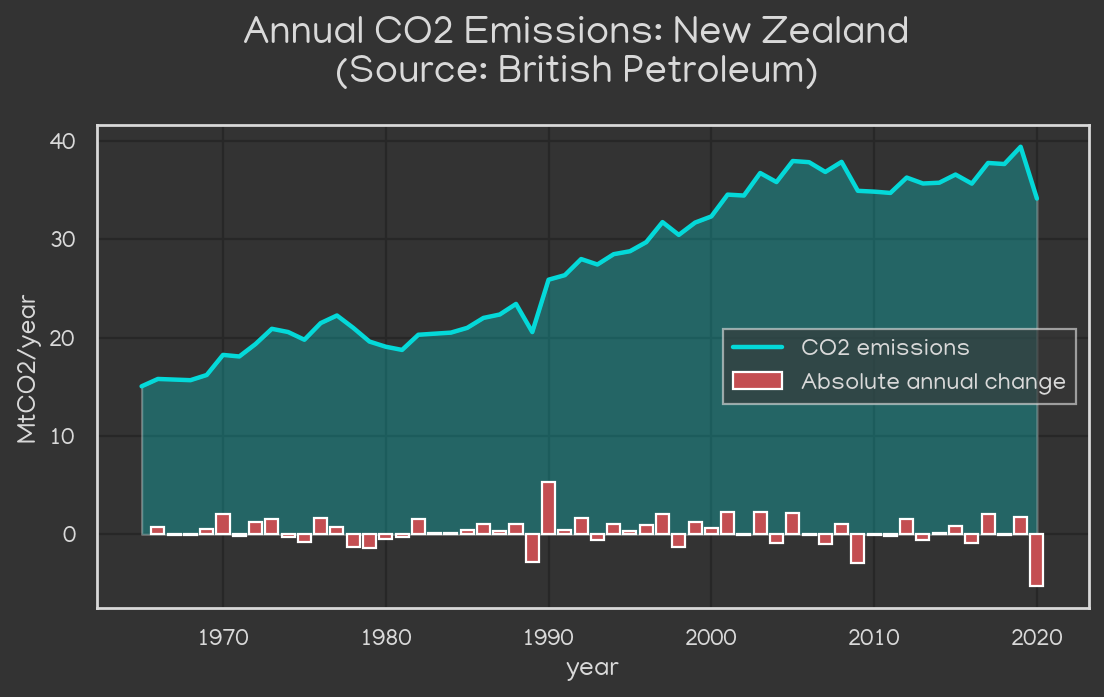 Annual CO2 Emissions: New Zealand
(Source: British Petroleum)
40
30
20
10
0
MtCO2/year
CO2 emissions
Absolute annual change
1970 1980 1990 2000 2010 2020
year